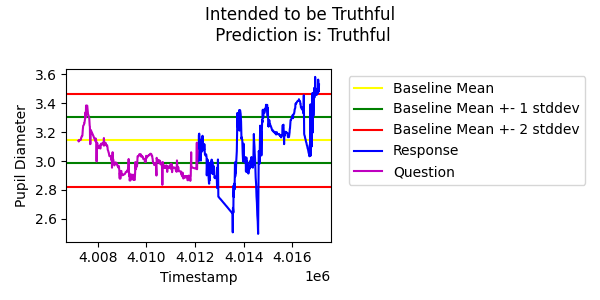 Intended to be Truthful
Prediction is: Truthful
Pupil Diameter
3.6
3.4
3.2
3.0
2.8
2.6
4.008 4.010 4.012 4.014 4.016
1e6
Timestamp
Baseline Mean
Baseline Mean +- 1 stddev
Baseline Mean +- 2 stddev
Response
Question